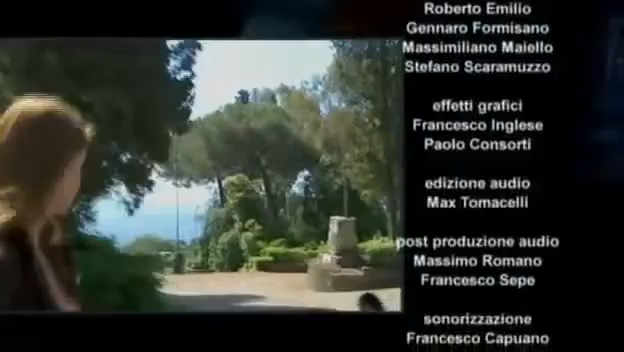 Roberto Emilio
Gennaro Formisano
Massimiliano Maiello
Stefano Scaramuzzo
effetti grafici
Francesco Inglese
Paolo Consorti
edizione audio
Max Tomacelli
post produzione audio
Massimo Romano
Francesco Sepe
sonorizzazione
Francesco Capuano